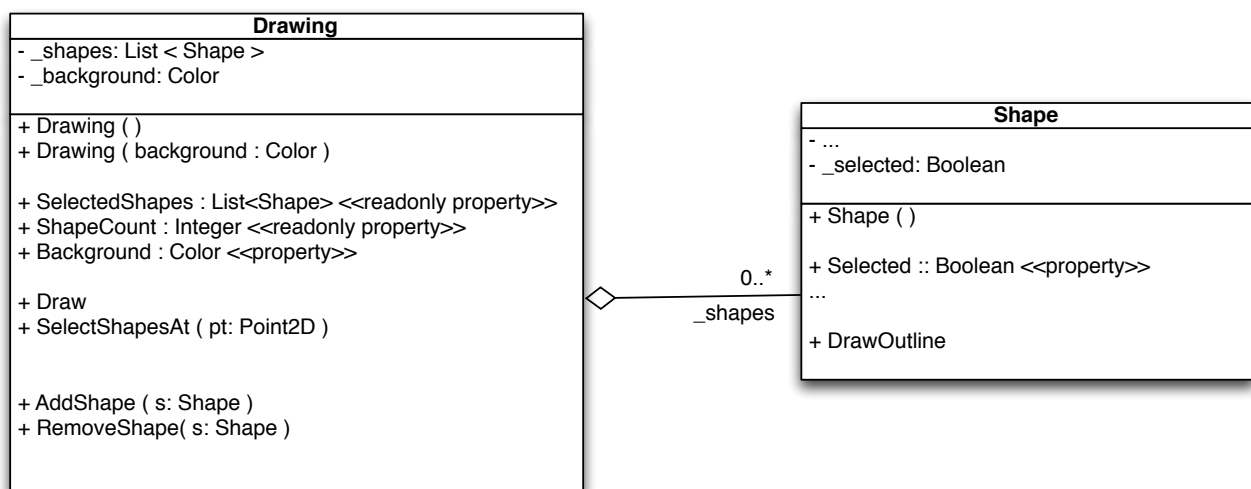 Drawing
- _shapes: List < Shape >
- _background: Color
+ Drawing ( )
+ Drawing ( background : Color )
+ SelectedShapes : List<Shape> <<readonly property>>
+ ShapeCount : Integer <<readonly property>>
+ Background : Color <<property>>
+ Draw
+ SelectShapesAt ( pt: Point2D )
+ AddShape ( s: Shape )
+ RemoveShape( s: Shape )
0..*
_shapes
Shape
- ...
- _selected: Boolean
+ Shape ( )
+ Selected :: Boolean <<property>>
...
+ DrawOutline